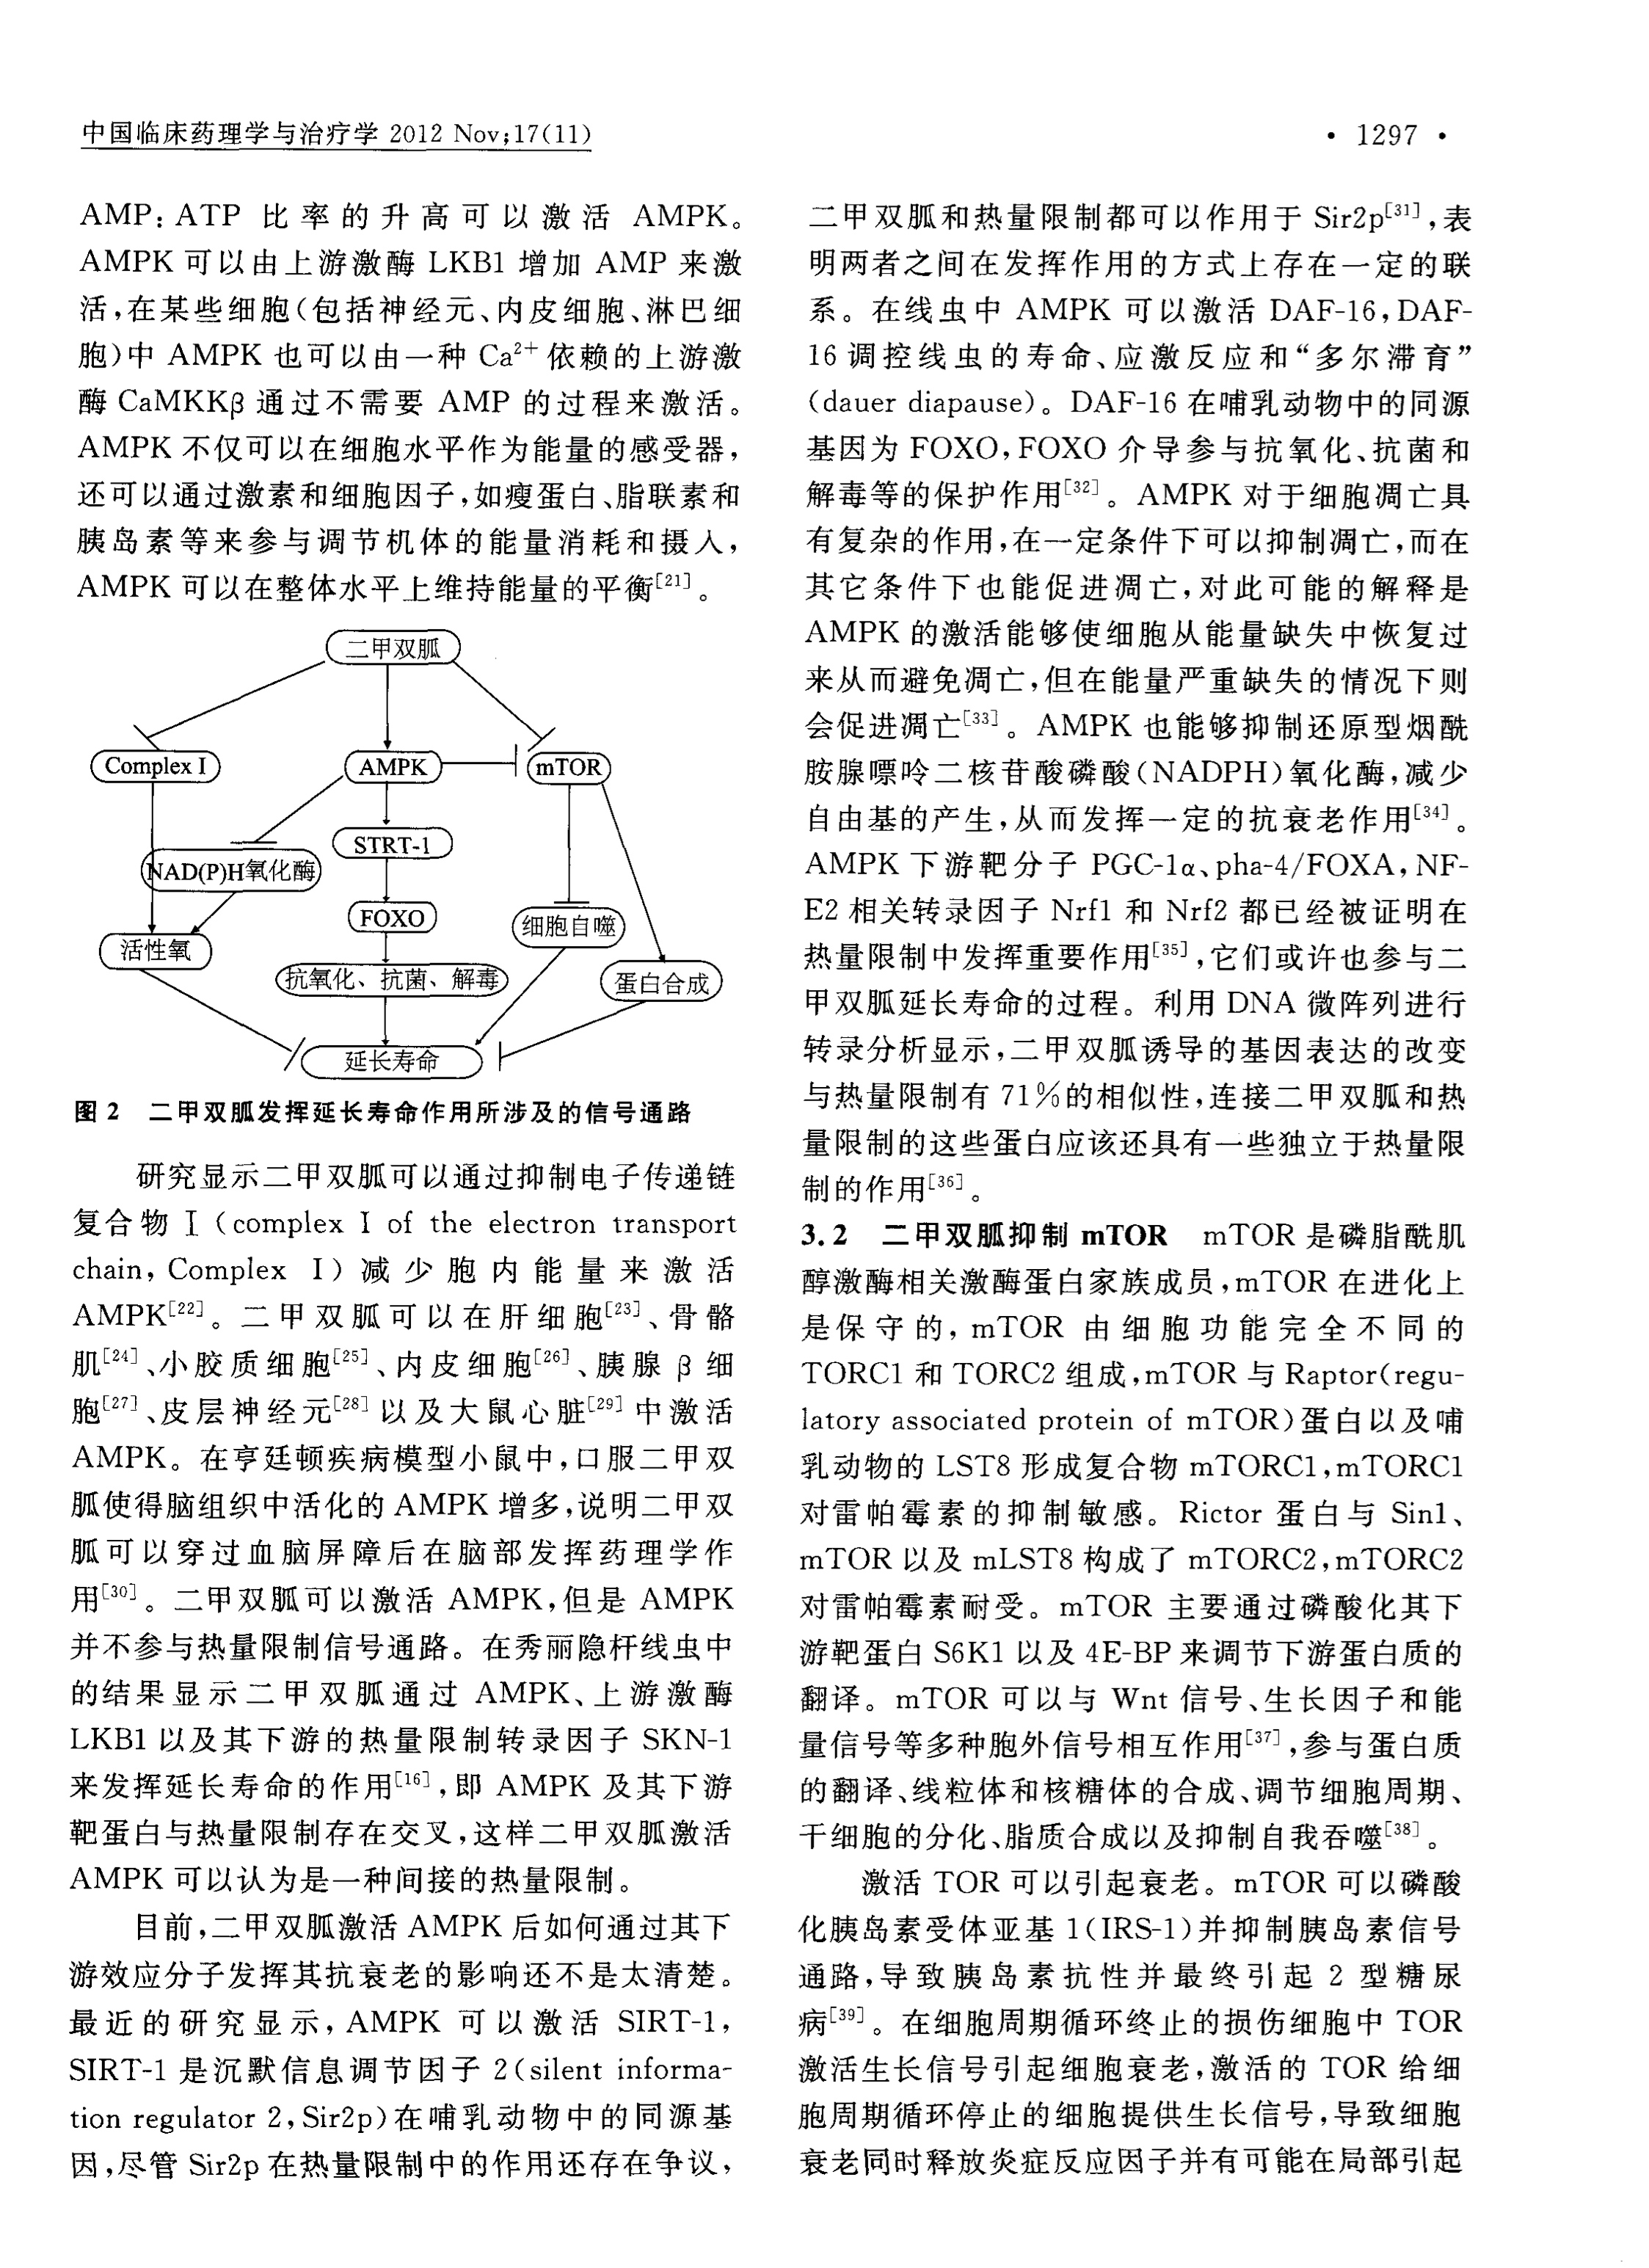 中国临床药理学与治疗学 2012 Nov;17(11)
· 1297 ·
AMP: ATP 比率的升高可以激活 AMPK。
AMPK 可以由上游激酶 LKB1 增加 AMP 来激
活,在某些细胞(包括神经元、内皮细胞、淋巴细
胞)中 AMPK 也可以由一种 Ca²⁺ 依赖的上游激
酶 CaMKKβ 通过不需要 AMP 的过程来激活。
AMPK 不仅可以在细胞水平作为能量的感受器,
还可以通过激素和细胞因子,如瘦蛋白、脂联素和
胰岛素等来参与调节机体的能量消耗和摄入,
AMPK 可以在整体水平上维持能量的平衡[21]。
二甲双胍
Complex I
AMPK
mTOR
STRT-1
NAD(P)H氧化酶
FOXO
细胞自噬
活性氧
抗氧化、抗菌、解毒
蛋白合成
延长寿命
图 2 二甲双胍发挥延长寿命作用所涉及的信号通路
研究显示二甲双胍可以通过抑制电子传递链
复合物 I (complex I of the electron transport
chain, Complex I) 减少胞内能量来激活
AMPK[22]。二甲双胍可以在肝细胞[23]、骨骼
肌[24]、小胶质细胞[25]、内皮细胞[26]、胰腺 β 细
胞[27]、皮层神经元[28]以及大鼠心脏[29]中激活
AMPK。在亨廷顿疾病模型小鼠中,口服二甲双
胍使得脑组织中活化的 AMPK 增多,说明二甲双
胍可以穿过血脑屏障后在脑部发挥药理学作
用[30]。二甲双胍可以激活 AMPK,但是 AMPK
并不参与热量限制信号通路。在秀丽隐杆线虫中
的结果显示二甲双胍通过 AMPK、上游激酶
LKB1 以及其下游的热量限制转录因子 SKN-1
来发挥延长寿命的作用[16],即 AMPK 及其下游
靶蛋白与热量限制存在交叉,这样二甲双胍激活
AMPK 可以认为是一种间接的热量限制。
目前,二甲双胍激活 AMPK 后如何通过其下
游效应分子发挥其抗衰老的影响还不是太清楚。
最近的研究显示, AMPK 可以激活 SIRT-1,
SIRT-1 是沉默信息调节因子 2(silent informa-
tion regulator 2,Sir2p)在哺乳动物中的同源基
因,尽管 Sir2p 在热量限制中的作用还存在争议,
二甲双胍和热量限制都可以作用于 Sir2p[31],表
明两者之间在发挥作用的方式上存在一定的联
系。在线虫中 AMPK 可以激活 DAF-16,DAF-
16 调控线虫的寿命、应激反应和“多尔滞育”
(dauer diapause)。DAF-16 在哺乳动物中的同源
基因为 FOXO,FOXO 介导参与抗氧化、抗菌和
解毒等的保护作用[32]。AMPK 对于细胞凋亡具
有复杂的作用,在一定条件下可以抑制凋亡,而在
其它条件下也能促进凋亡,对此可能的解释是
AMPK 的激活能够使细胞从能量缺失中恢复过
来从而避免凋亡,但在能量严重缺失的情况下则
会促进凋亡[33]。AMPK 也能够抑制还原型烟酰
胺腺嘌呤二核苷酸磷酸(NADPH)氧化酶,减少
自由基的产生,从而发挥一定的抗衰老作用[34]。
AMPK 下游靶分子 PGC-1α、pha-4/FOXA,NF-
E2 相关转录因子 Nrf1 和 Nrf2 都已经被证明在
热量限制中发挥重要作用[35],它们或许也参与二
甲双胍延长寿命的过程。利用 DNA 微阵列进行
转录分析显示,二甲双胍诱导的基因表达的改变
与热量限制有 71%的相似性,连接二甲双胍和热
量限制的这些蛋白应该还具有一些独立于热量限
制的作用[36]。
3.2 二甲双胍抑制 mTOR mTOR 是磷脂酰肌
醇激酶相关激酶蛋白家族成员,mTOR 在进化上
是保守的, mTOR 由细胞功能完全不同的
TORC1 和 TORC2 组成,mTOR 与 Raptor(regu-
latory associated protein of mTOR)蛋白以及哺
乳动物的 LST8 形成复合物 mTORC1,mTORC1
对雷帕霉素的抑制敏感。Rictor 蛋白与 Sin1、
mTOR 以及 mLST8 构成了 mTORC2,mTORC2
对雷帕霉素耐受。mTOR 主要通过磷酸化其下
游靶蛋白 S6K1 以及 4E-BP 来调节下游蛋白质的
翻译。mTOR 可以与 Wnt 信号、生长因子和能
量信号等多种胞外信号相互作用[37],参与蛋白质
的翻译、线粒体和核糖体的合成、调节细胞周期、
干细胞的分化、脂质合成以及抑制自我吞噬[38]。
激活 TOR 可以引起衰老。mTOR 可以磷酸
化胰岛素受体亚基 1(IRS-1)并抑制胰岛素信号
通路,导致胰岛素抗性并最终引起 2 型糖尿
病[39]。在细胞周期循环终止的损伤细胞中 TOR
激活生长信号引起细胞衰老,激活的 TOR 给细
胞周期循环停止的细胞提供生长信号,导致细胞
衰老同时释放炎症反应因子并有可能在局部引起